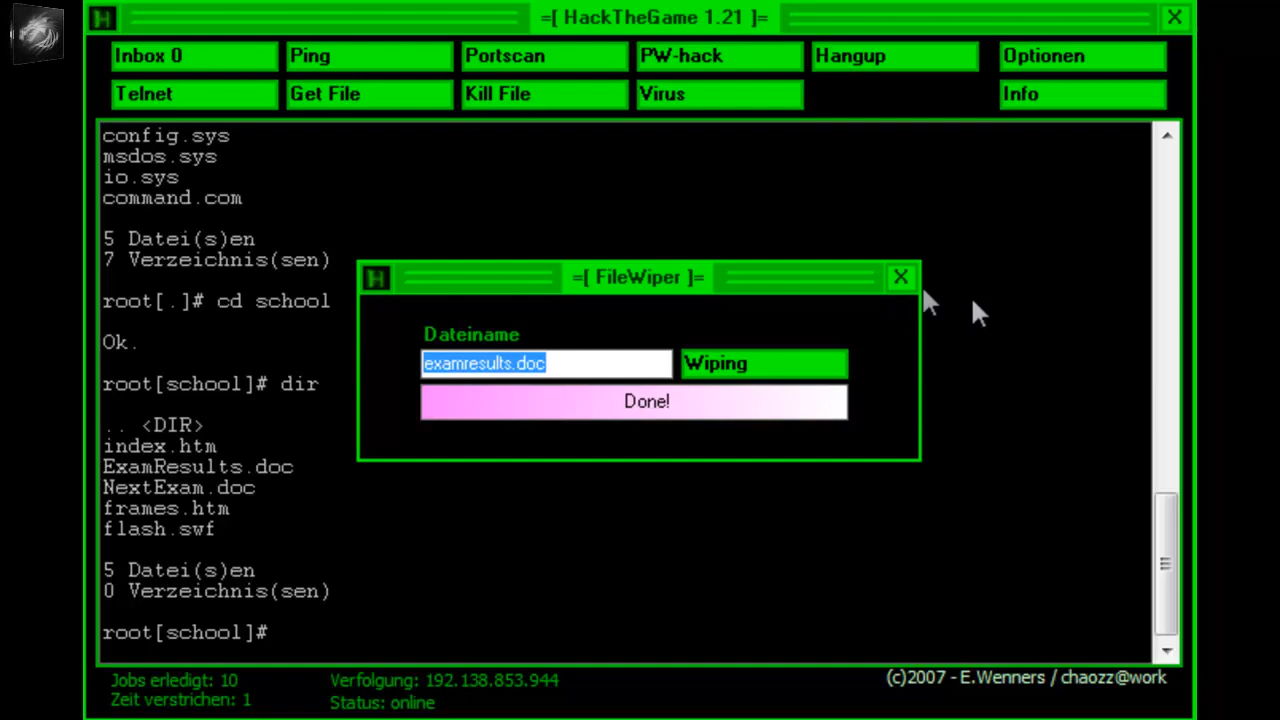 H =[ HackTheGame 1.21 ]= X
Inbox 0 Ping Portscan PW-hack Hangup Optionen
Telnet Get File Kill File Virus Info
config.sys
msdos.sys
io.sys
command.com
5 Datei(s)en
7 Verzeichnis(sen)
root[.]# cd school
Ok.
root[school]# dir
.. <DIR>
index.htm
ExamResults.doc
NextExam.doc
frames.htm
flash.swf
5 Datei(s)en
0 Verzeichnis(sen)
root[school]#
H =[ FileWiper ]= X
Dateiname
examresults.doc Wiping
Done!
Jobs erledigt: 10 Verfolgung: 192.138.853.944 (c)2007 - E.Wenners / chaozz@work
Zeit verstrichen: 1 Status: online